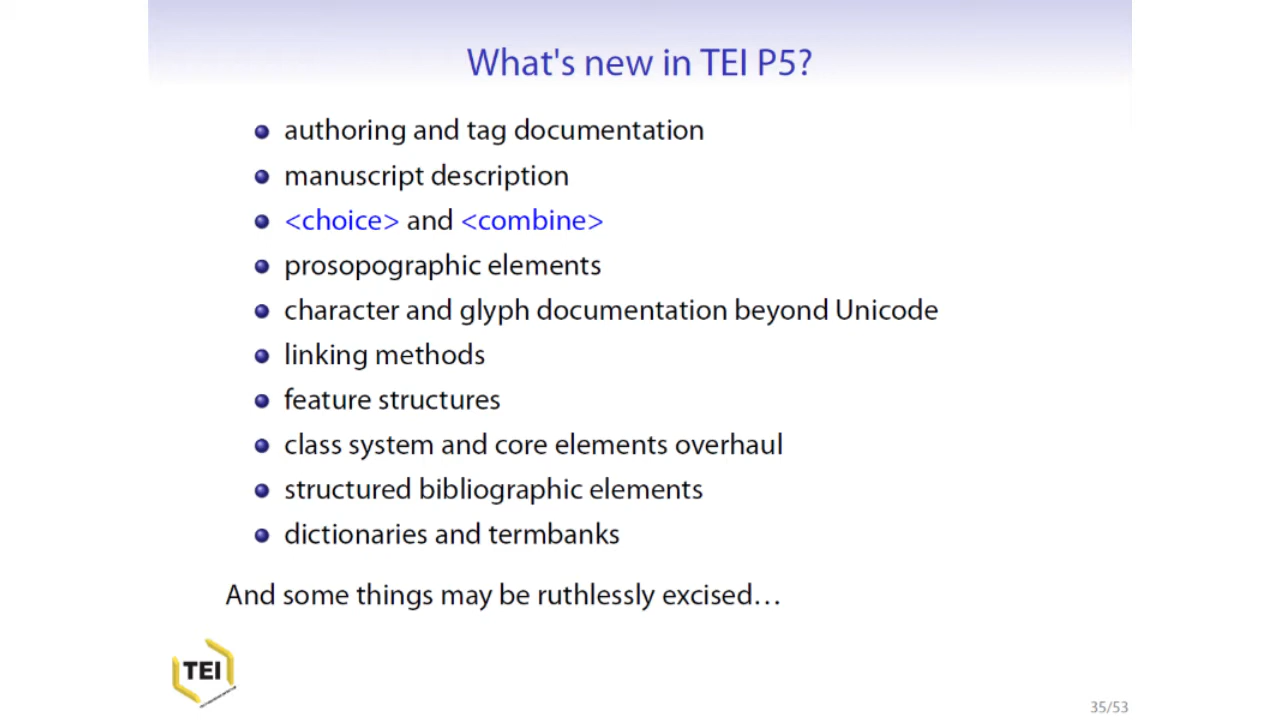 What's new in TEI P5?
authoring and tag documentation
manuscript description
<choice> and <combine>
prosopographic elements
character and glyph documentation beyond Unicode
linking methods
feature structures
class system and core elements overhaul
structured bibliographic elements
dictionaries and termbanks
And some things may be ruthlessly excised…
TEI
35/53